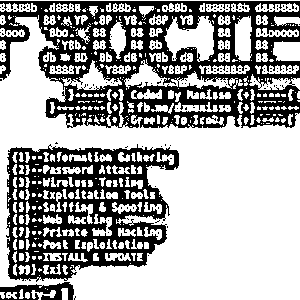 FSOCIETY
}-----{+} Coded By Manisso {+}-----{
}--------{+} fb.me/dzmanisso {+}--------{
}-----{+} Greetz To Icoz {+}-----{
{1}--Information Gathering
{2}--Password Attacks
{3}--Wireless Testing
{4}--Exploitation Tools
{5}--Sniffing & Spoofing
{6}--Web Hacking
{7}--Private Web Hacking
{8}--Post Exploitation
{0}--INSTALL & UPDATE
{99}-Exit
society~#